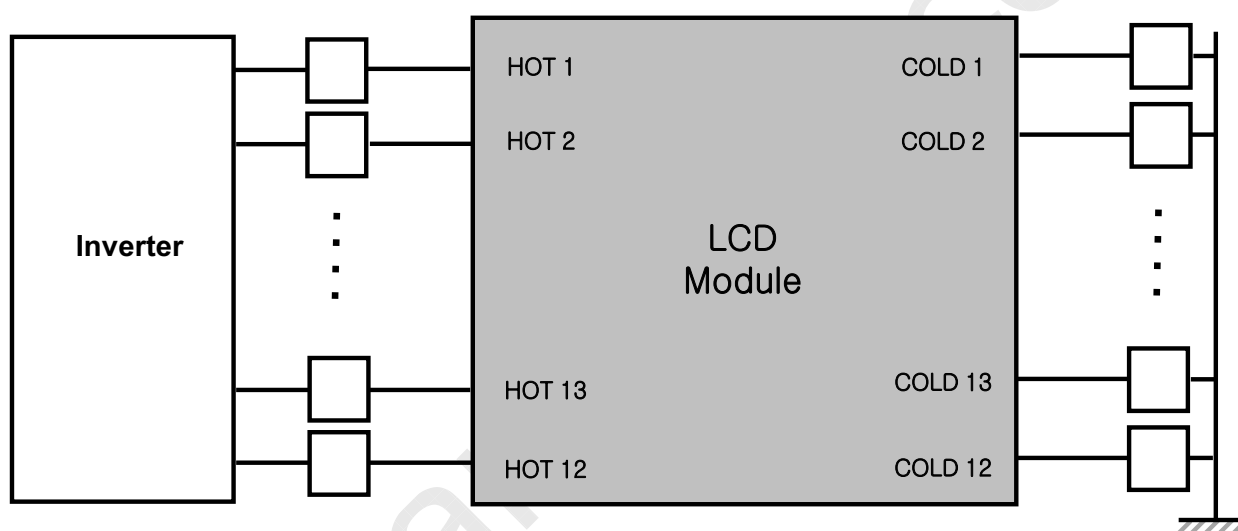 HOT 1
COLD 1
HOT 2
COLD 2
Inverter
LCD
Module
HOT 13
COLD 13
HOT 12
COLD 12